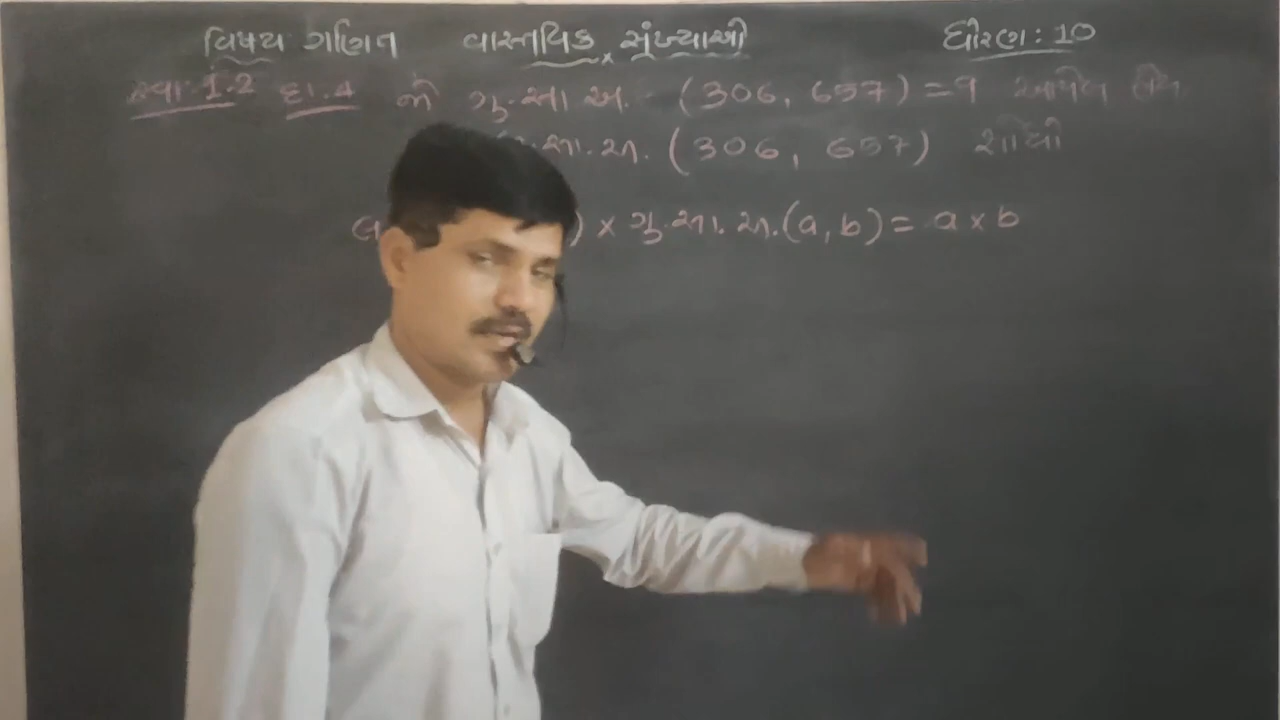 વિષય ગણિત વાસ્તવિક સંખ્યાઓ ધોરણ: 10
સ્વા. 1.2 દા. 4 જો ગુ.સા.અ. (306, 657) = 9 આપેલ હોય
સા.અ. (306, 657) શોધો
લ ) × ગુ.સા.અ.(a, b) = a × b